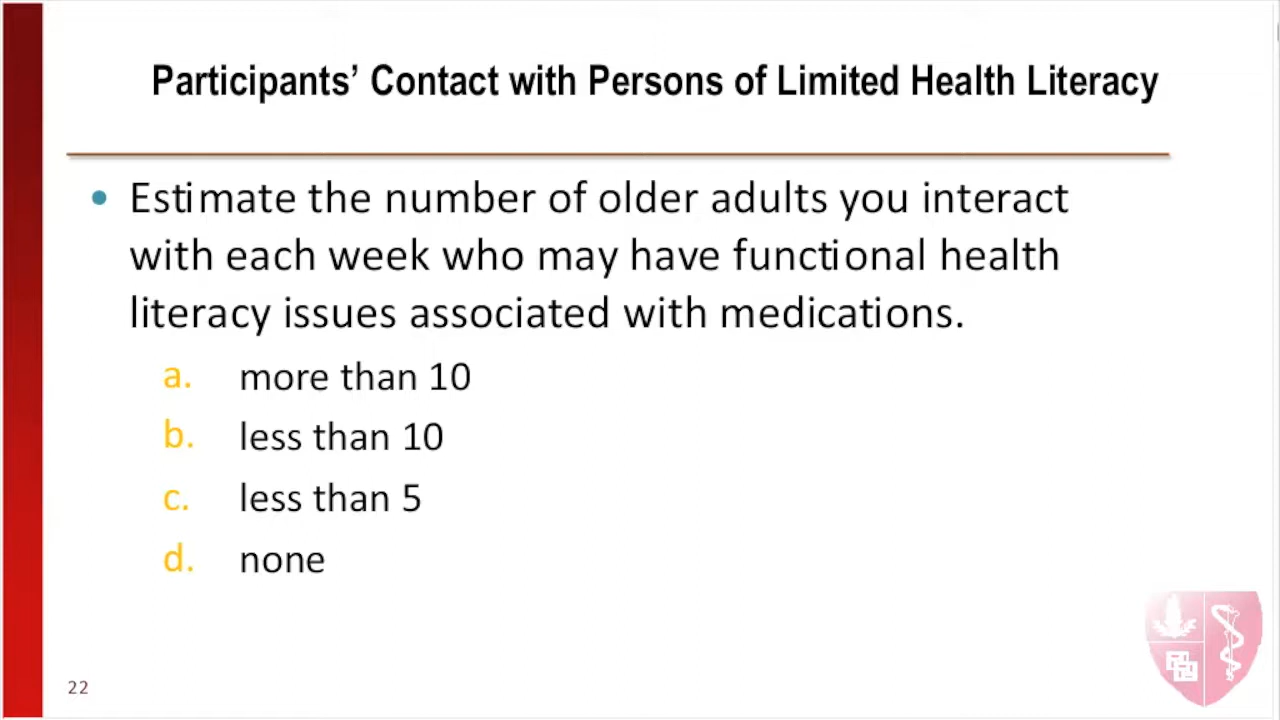 Participants’ Contact with Persons of Limited Health Literacy
• Estimate the number of older adults you interact
with each week who may have functional health
literacy issues associated with medications.
a. more than 10
b. less than 10
c. less than 5
d. none
22